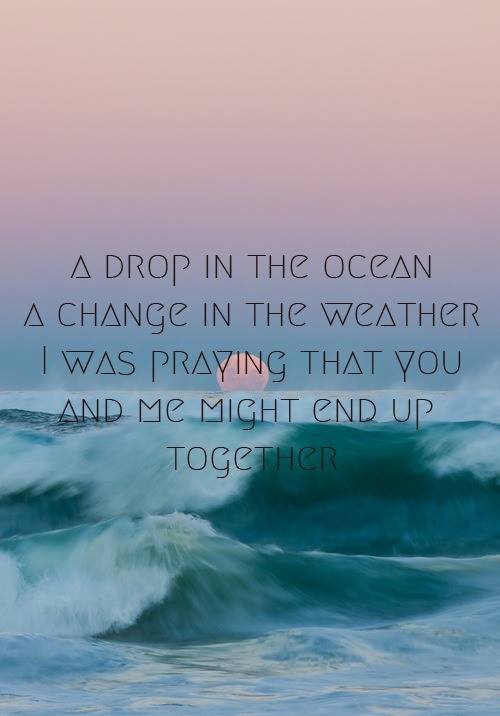 A DROP IN THE OCEAN
A CHANGE IN THE WEATHER
I WAS PRAYING THAT YOU
AND ME MIGHT END UP
TOGETHER